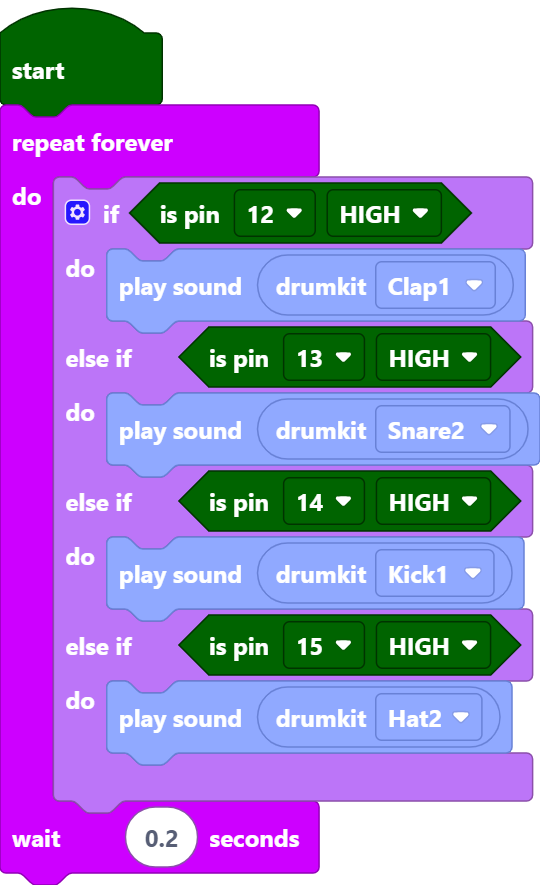 start
repeat forever
do if is pin 12 HIGH
do play sound drumkit Clap1
else if is pin 13 HIGH
do play sound drumkit Snare2
else if is pin 14 HIGH
do play sound drumkit Kick1
else if is pin 15 HIGH
do play sound drumkit Hat2
wait 0.2 seconds